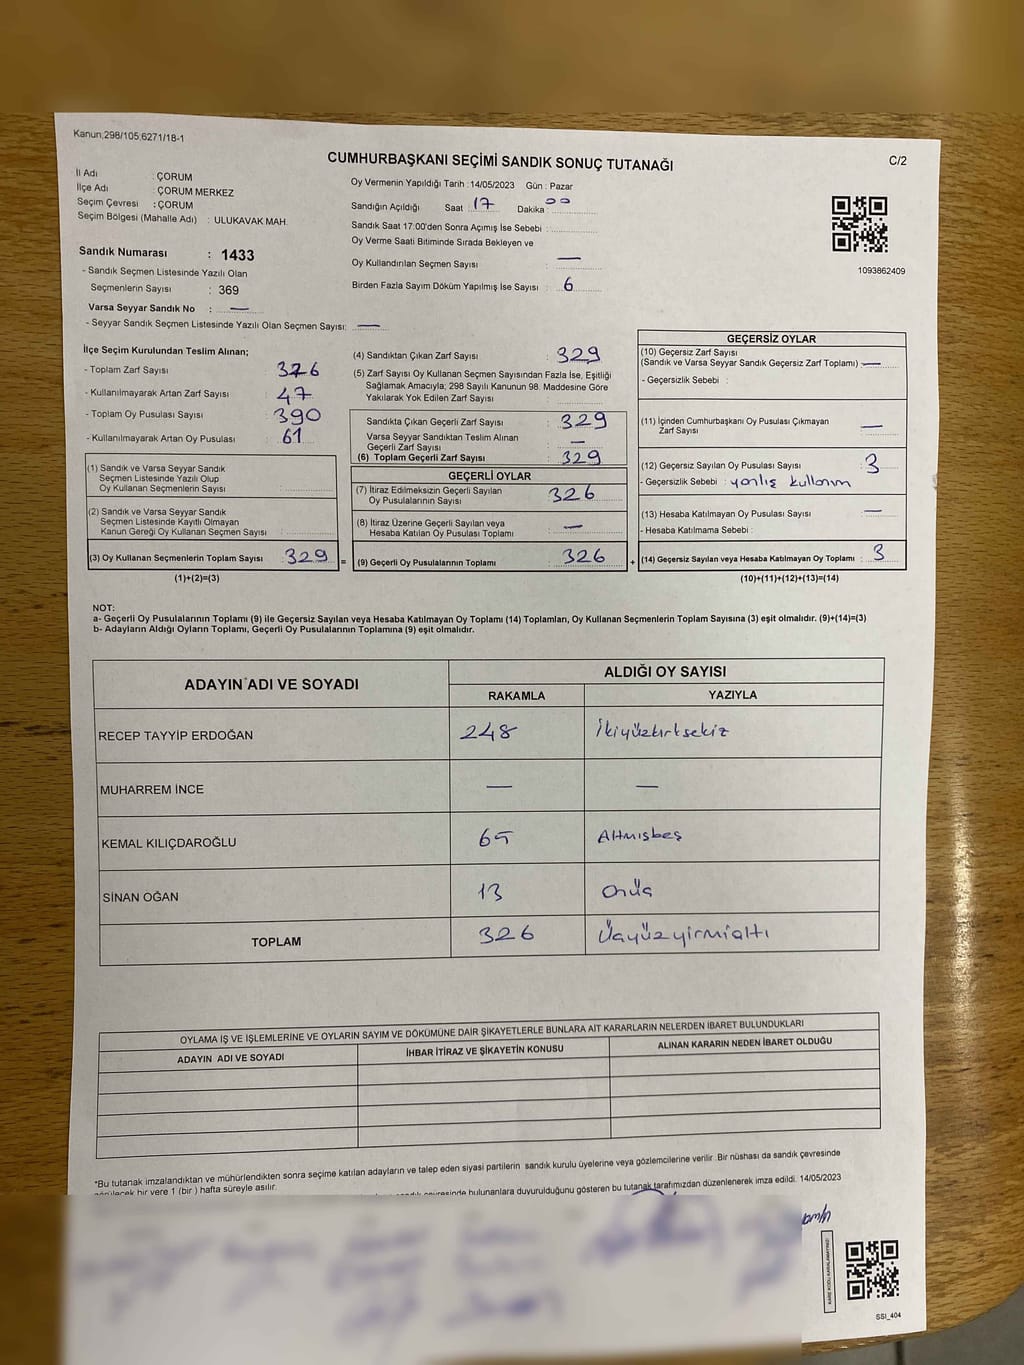 Kanun;298/105;6271/18-1
CUMHURBAŞKANI SEÇİMİ SANDIK SONUÇ TUTANAĞI
C/2
İl Adı : ÇORUM
İlçe Adı : ÇORUM MERKEZ
Seçim Çevresi : ÇORUM
Seçim Bölgesi (Mahalle Adı) : ULUKAVAK MAH.
Sandık Numarası : 1433
- Sandık Seçmen Listesinde Yazılı Olan
Seçmenlerin Sayısı : 369
Varsa Seyyar Sandık No : —
- Seyyar Sandık Seçmen Listesinde Yazılı Olan Seçmen Sayısı: —
Oy Vermenin Yapıldığı Tarih : 14/05/2023 Gün : Pazar
Sandığın Açıldığı Saat 17 Dakika : 00
Sandık Saat 17:00'den Sonra Açımış İse Sebebi :
Oy Verme Saati Bitiminde Sırada Bekleyen ve
Oy Kullandırılan Seçmen Sayısı : —
Birden Fazla Sayım Döküm Yapılmış İse Sayısı : 6
1093862409
İlçe Seçim Kurulundan Teslim Alınan;
- Toplam Zarf Sayısı : 376
- Kullanılmayarak Artan Zarf Sayısı : 47
- Toplam Oy Pusulası Sayısı : 390
- Kullanılmayarak Artan Oy Pusulası : 61
(1) Sandık ve Varsa Seyyar Sandık
Seçmen Listesinde Yazılı Olup
Oy Kullanan Seçmenlerin Sayısı :
(2) Sandık ve Varsa Seyyar Sandık
Seçmen Listesinde Kayıtlı Olmayan
Kanun Gereği Oy Kullanan Seçmen Sayısı :
(3) Oy Kullanan Seçmenlerin Toplam Sayısı : 329 =
(1)+(2)=(3)
(4) Sandıktan Çıkan Zarf Sayısı : 329
(5) Zarf Sayısı Oy Kullanan Seçmen Sayısından Fazla İse, Eşitliği
Sağlamak Amacıyla; 298 Sayılı Kanunun 98. Maddesine Göre
Yakılarak Yok Edilen Zarf Sayısı :
Sandıkta Çıkan Geçerli Zarf Sayısı : 329
Varsa Seyyar Sandıktan Teslim Alınan
Geçerli Zarf Sayısı : —
(6) Toplam Geçerli Zarf Sayısı : 329
GEÇERLİ OYLAR
(7) İtiraz Edilmeksizin Geçerli Sayılan
Oy Pusulalarının Sayısı : 326
(8) İtiraz Üzerine Geçerli Sayılan veya
Hesaba Katılan Oy Pusulası Toplamı : —
(9) Geçerli Oy Pusulalarının Toplamı : 326 +
GEÇERSİZ OYLAR
(10) Geçersiz Zarf Sayısı
(Sandık ve Varsa Seyyar Sandık Geçersiz Zarf Toplamı) : —
- Geçersizlik Sebebi :
(11) İçinden Cumhurbaşkanı Oy Pusulası Çıkmayan
Zarf Sayısı : —
(12) Geçersiz Sayılan Oy Pusulası Sayısı : 3
- Geçersizlik Sebebi : yanlış kullanım
(13) Hesaba Katılmayan Oy Pusulası Sayısı : —
- Hesaba Katılmama Sebebi :
(14) Geçersiz Sayılan veya Hesaba Katılmayan Oy Toplamı : 3
(10)+(11)+(12)+(13)=(14)
NOT:
a- Geçerli Oy Pusulalarının Toplamı (9) ile Geçersiz Sayılan veya Hesaba Katılmayan Oy Toplamı (14) Toplamları, Oy Kullanan Seçmenlerin Toplam Sayısına (3) eşit olmalıdır. (9)+(14)=(3)
b- Adayların Aldığı Oyların Toplamı, Geçerli Oy Pusulalarının Toplamına (9) eşit olmalıdır.
ADAYIN ADI VE SOYADI
ALDIĞI OY SAYISI
RAKAMLA YAZIYLA
RECEP TAYYİP ERDOĞAN 248 İkiyüzkırksekiz
MUHARREM İNCE — —
KEMAL KILIÇDAROĞLU 65 Altmışbeş
SİNAN OĞAN 13 Onüç
TOPLAM 326 Üçyüzyirmialtı
OYLAMA İŞ VE İŞLEMLERİNE VE OYLARIN SAYIM VE DÖKÜMÜNE DAİR ŞİKAYETLERLE BUNLARA AİT KARARLARIN NELERDEN İBARET BULUNDUKLARI
ADAYIN ADI VE SOYADI İHBAR İTİRAZ VE ŞİKAYETİN KONUSU ALINAN KARARIN NEDEN İBARET OLDUĞU
*Bu tutanak imzalandıktan ve mühürlendikten sonra seçime katılan adayların ve talep eden siyasi partilerin sandık kurulu üyelerine veya gözlemcilerine verilir .Bir nüshası da sandık çevresinde
görülecek bir yere 1 (bir ) hafta süreyle asılır.
bulunanlara duyurulduğunu gösteren bu tutanak tarafımızdan düzenlenerek imza edildi. 14/05/2023
SSI_404